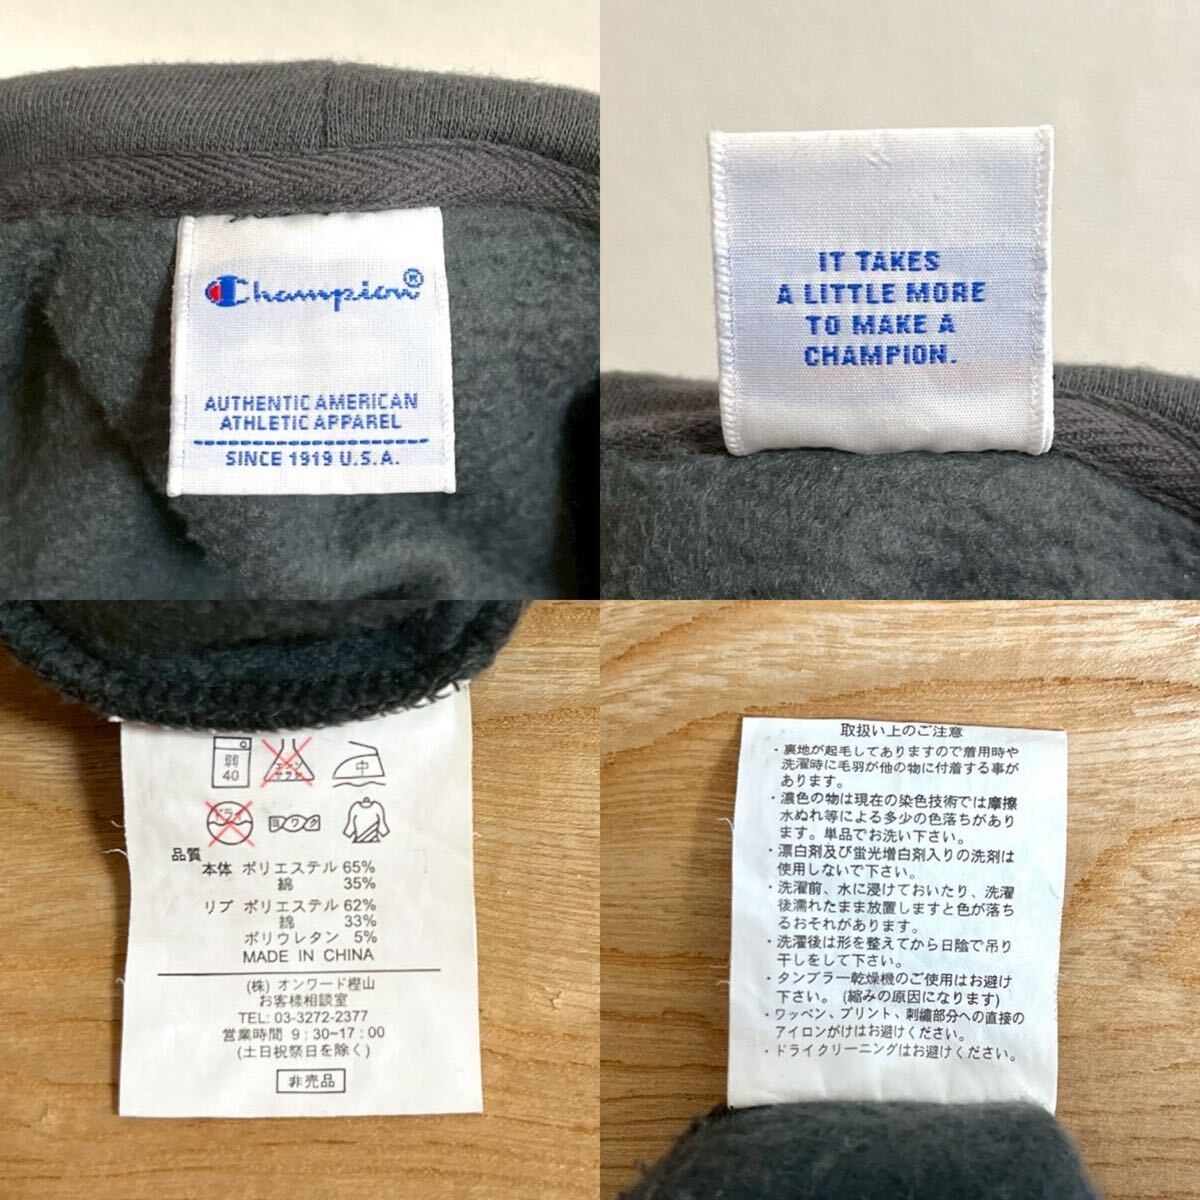 Champion®
AUTHENTIC AMERICAN
ATHLETIC APPAREL
SINCE 1919 U.S.A.
IT TAKES
A LITTLE MORE
TO MAKE A
CHAMPION.
弱
40
エンソ
サラシ
中
ドライ
ヨワク
品質
本体 ポリエステル 65%
綿 35%
リブ ポリエステル 62%
綿 33%
ポリウレタン 5%
MADE IN CHINA
(株) オンワード樫山
お客様相談室
TEL: 03-3272-2377
営業時間 9:30~17:00
(土日祝祭日を除く)
非売品
取扱い上のご注意
・裏地が起毛してありますので着用時や
洗濯時に毛羽が他の物に付着する事が
あります。
・濃色の物は現在の染色技術では摩擦
水ぬれ等による多少の色落ちがあり
ます。単品でお洗い下さい。
・漂白剤及び蛍光増白剤入りの洗剤は
使用しないで下さい。
・洗濯前、水に浸けておいたり、洗濯
後濡れたまま放置しますと色が落ち
るおそれがあります。
・洗濯後は形を整えてから日陰で吊り
干しをして下さい。
・タンブラー乾燥機のご使用はお避け
下さい。(縮みの原因になります)
・ワッペン、プリント、刺繍部分への直接の
アイロンがけはお避けください。
・ドライクリーニングはお避けください。